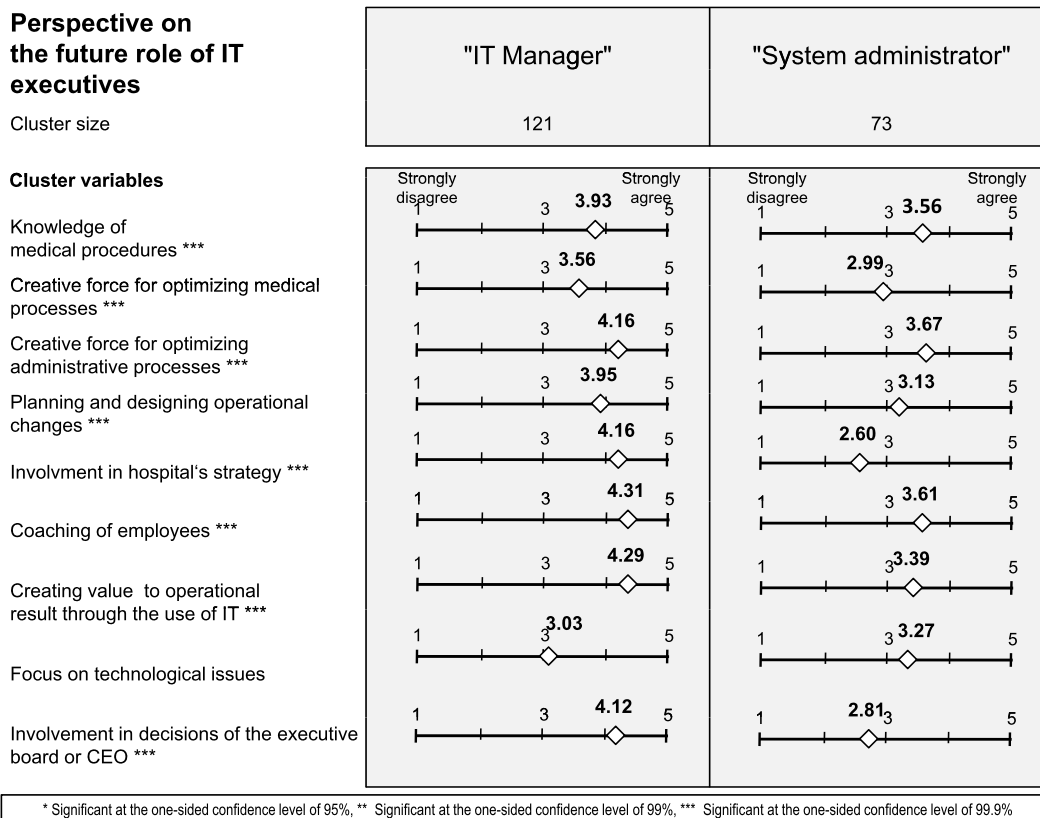 Perspective on
the future role of IT
executives
"IT Manager"
"System administrator"
Cluster size
121
73
Cluster variables
Strongly
disagree
Strongly
agree
Strongly
disagree
Strongly
agree
Knowledge of
medical procedures ***
1 3 3.93 5
1 3 3.56 5
Creative force for optimizing medical
processes ***
1 3 3.56 5
1 2.99 3 5
Creative force for optimizing
administrative processes ***
1 3 4.16 5
1 3 3.67 5
Planning and designing operational
changes ***
1 3 3.95 5
1 3 3.13 5
Involvment in hospital‘s strategy ***
1 3 4.16 5
1 2.60 3 5
Coaching of employees ***
1 3 4.31 5
1 3 3.61 5
Creating value to operational
result through the use of IT ***
1 3 4.29 5
1 3 3.39 5
Focus on technological issues
1 3 3.03 5
1 3 3.27 5
Involvement in decisions of the executive
board or CEO ***
1 3 4.12 5
1 2.81 3 5
* Significant at the one-sided confidence level of 95%, ** Significant at the one-sided confidence level of 99%, *** Significant at the one-sided confidence level of 99.9%